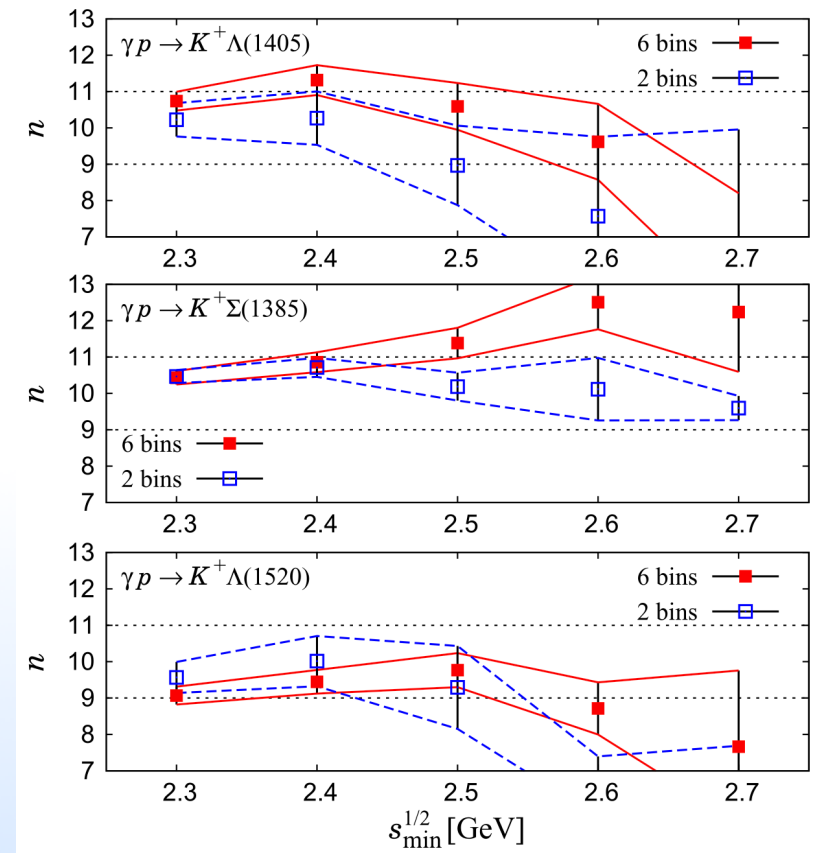 13
12
11
10
9
8
7
n
γp → K⁺Λ(1405)
6 bins
2 bins
2.3 2.4 2.5 2.6 2.7
13
12
11
10
9
8
7
n
γp → K⁺Σ(1385)
6 bins
2 bins
2.3 2.4 2.5 2.6 2.7
13
12
11
10
9
8
7
n
γp → K⁺Λ(1520)
6 bins
2 bins
2.3 2.4 2.5 2.6 2.7
s_min^1/2 [GeV]